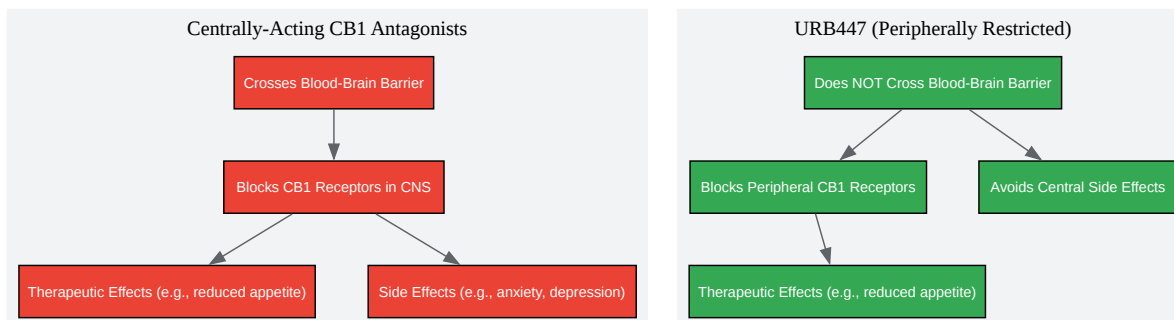 Centrally-Acting CB1 Antagonists
Crosses Blood-Brain Barrier
Blocks CB1 Receptors in CNS
Therapeutic Effects (e.g., reduced appetite)
Side Effects (e.g., anxiety, depression)
URB447 (Peripherally Restricted)
Does NOT Cross Blood-Brain Barrier
Blocks Peripheral CB1 Receptors
Avoids Central Side Effects
Therapeutic Effects (e.g., reduced appetite)